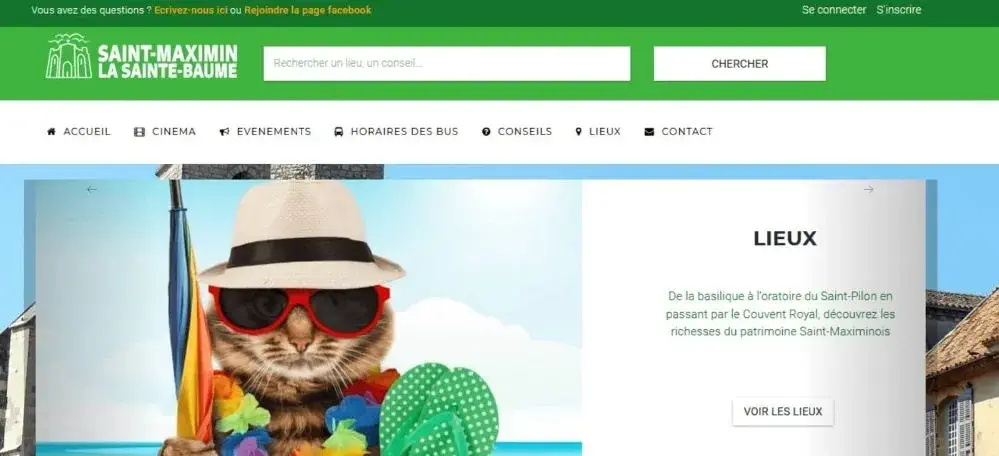 Vous avez des questions ? Ecrivez-nous ici ou Rejoindre la page facebook
Se connecter S'inscrire
SAINT-MAXIMIN
LA SAINTE-BAUME
Rechercher un lieu, un conseil...
CHERCHER
ACCUEIL CINEMA EVENEMENTS HORAIRES DES BUS CONSEILS LIEUX CONTACT
LIEUX
De la basilique à l'oratoire du Saint-Pilon en
passant par le Couvent Royal, découvrez les
richesses du patrimoine Saint-Maximinois
VOIR LES LIEUX